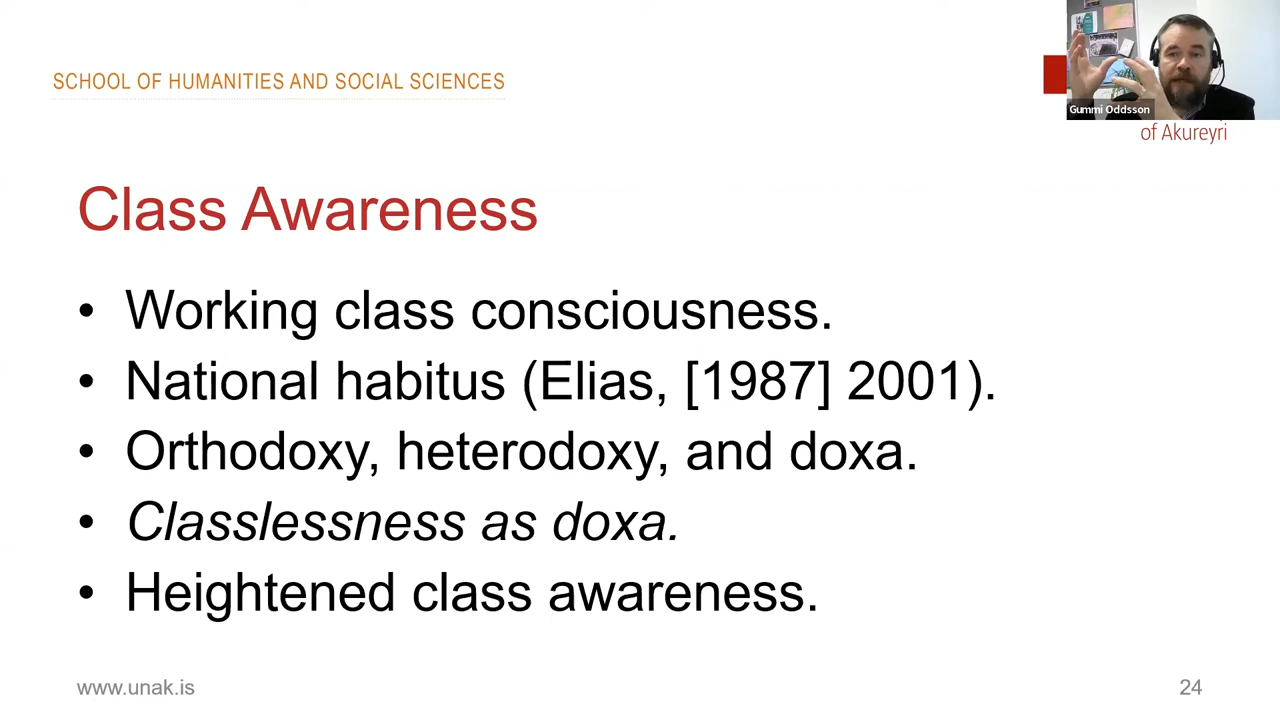 SCHOOL OF HUMANITIES AND SOCIAL SCIENCES
Gummi Oddsson
of Akureyri
Class Awareness
• Working class consciousness.
• National habitus (Elias, [1987] 2001).
• Orthodoxy, heterodoxy, and doxa.
• Classlessness as doxa.
• Heightened class awareness.
www.unak.is
24